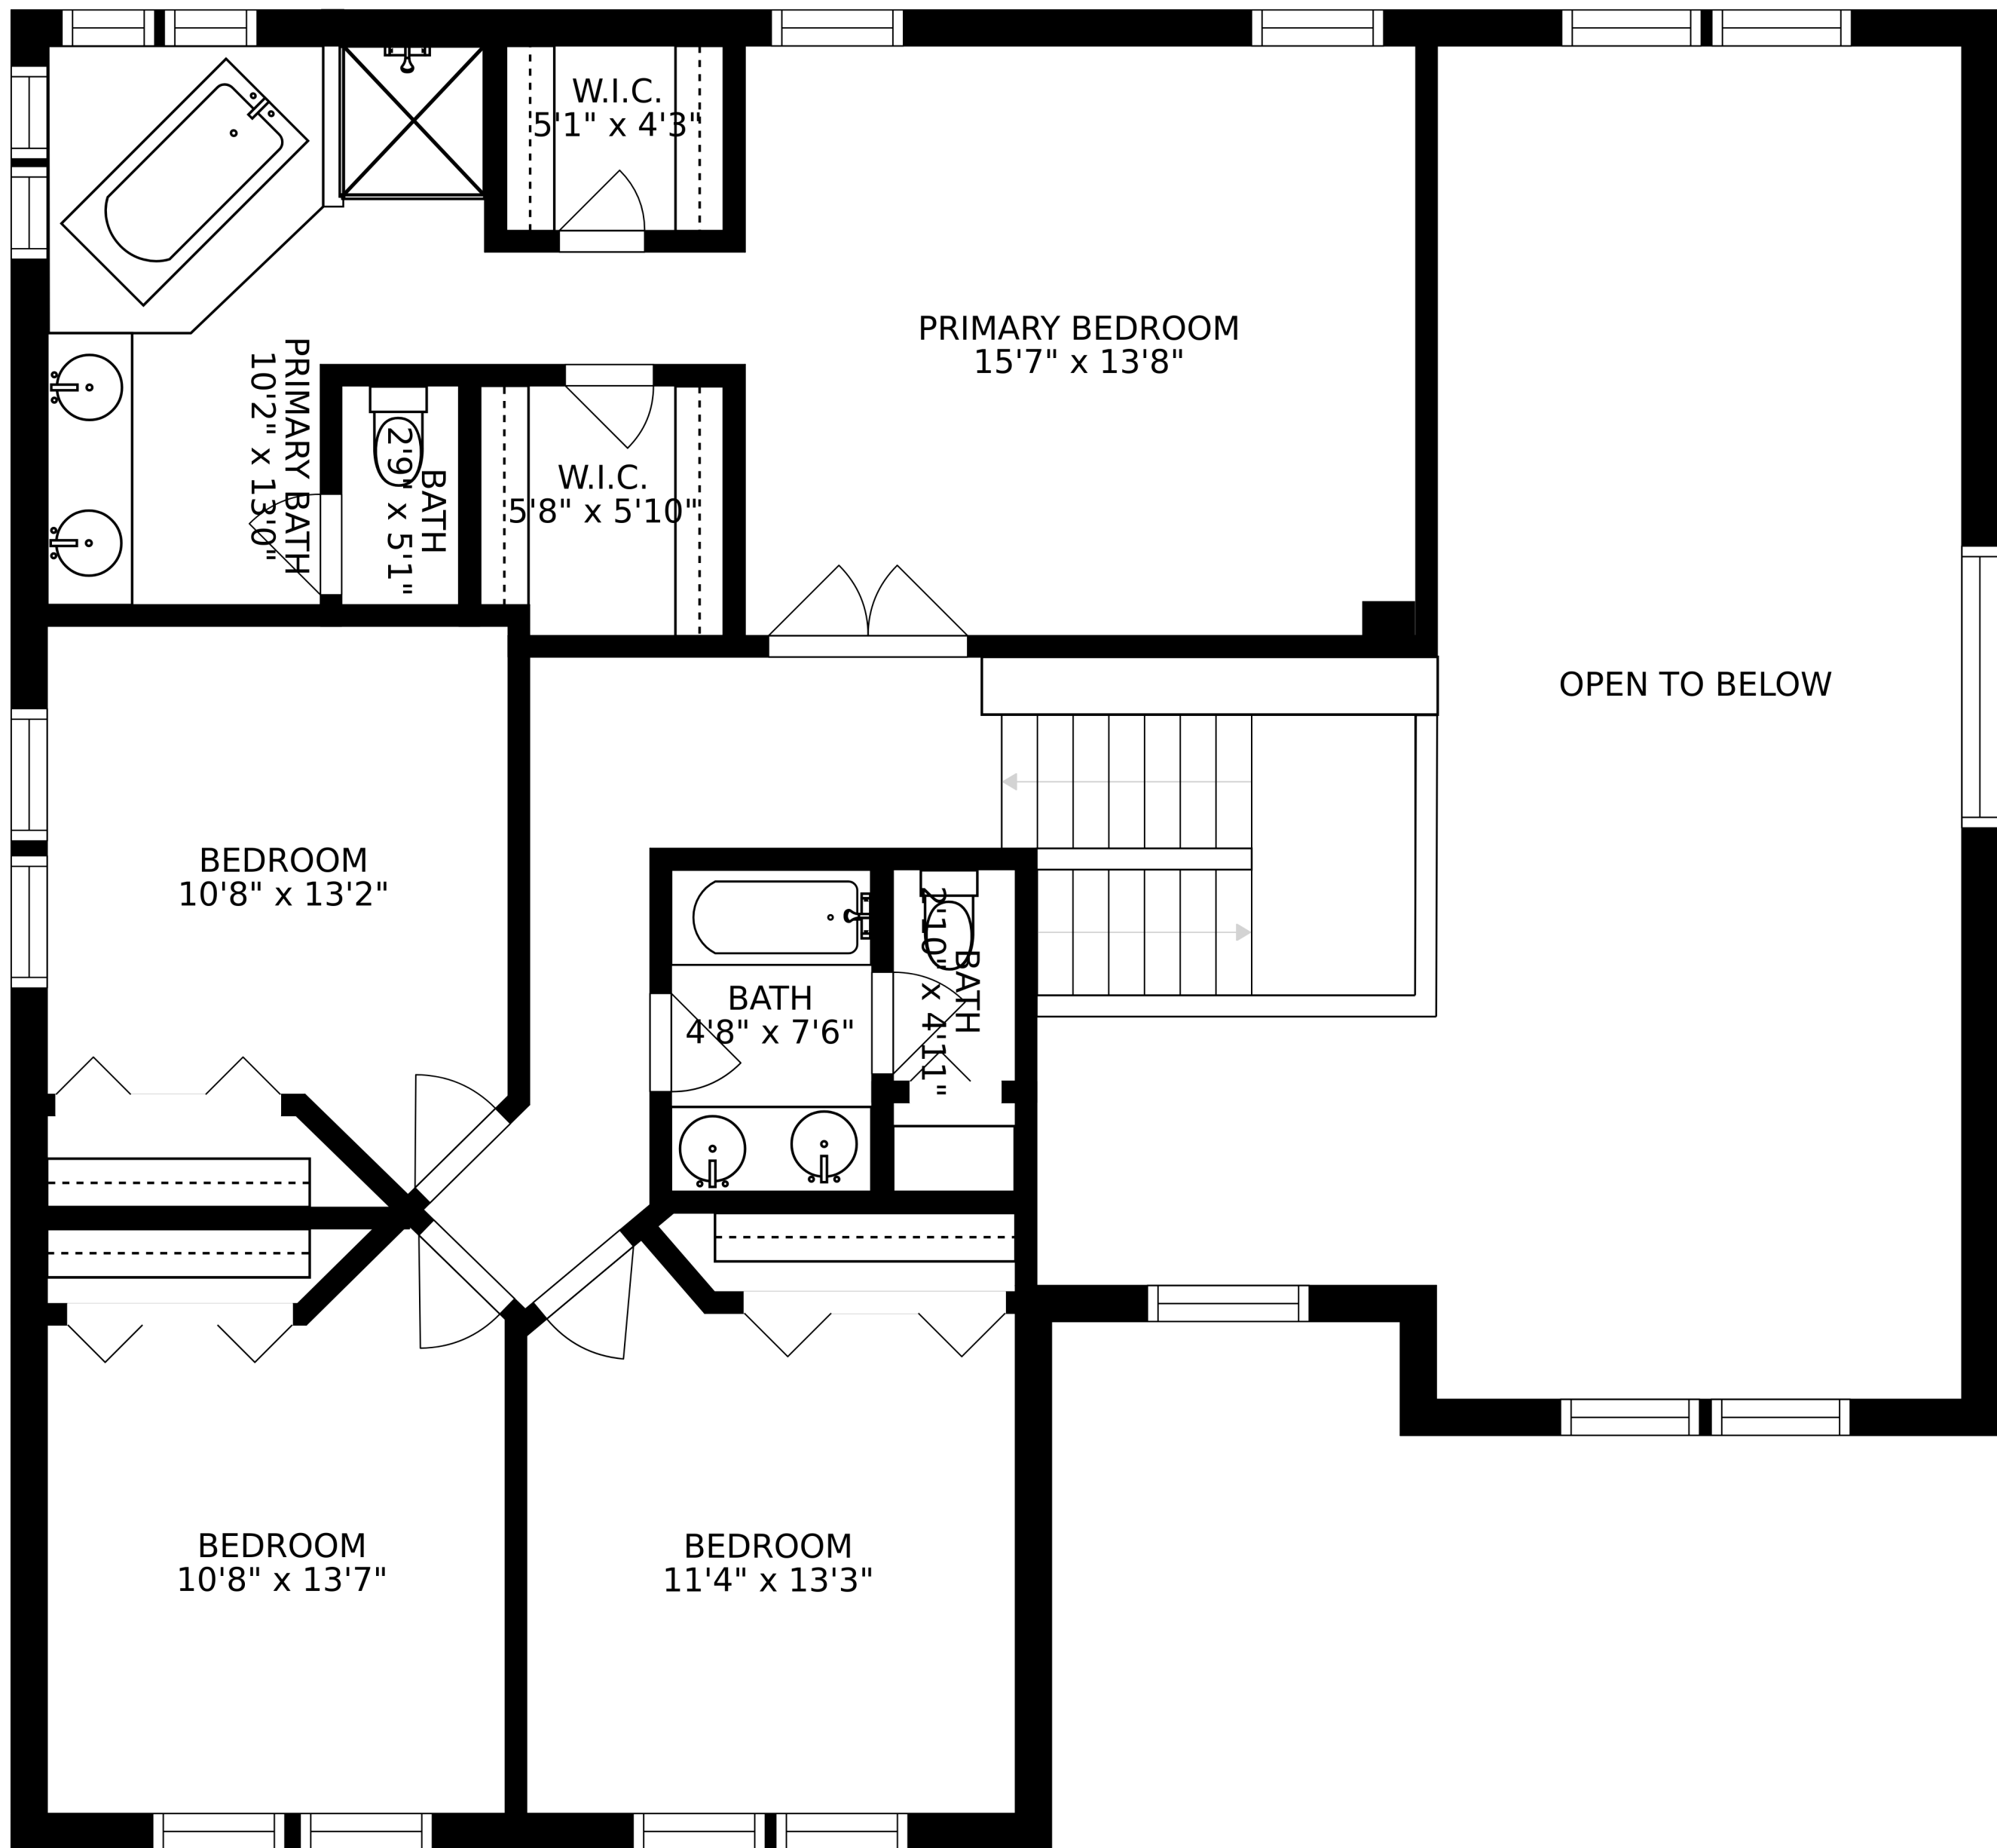 W.I.C.
5'1" x 4'3"
PRIMARY BEDROOM
15'7" x 13'8"
PRIMARY BATH
10'2" x 13'0"
BATH
2'9" x 5'1"
W.I.C.
5'8" x 5'10"
OPEN TO BELOW
BEDROOM
10'8" x 13'2"
BATH
4'8" x 7'6"
BATH
2'10" x 4'11"
BEDROOM
10'8" x 13'7"
BEDROOM
11'4" x 13'3"